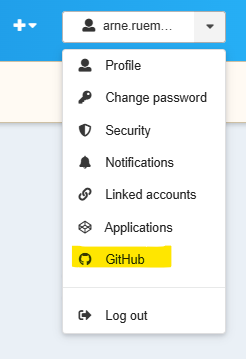 arne.ruem...
Profile
Change password
Security
Notifications
Linked accounts
Applications
GitHub
Log out